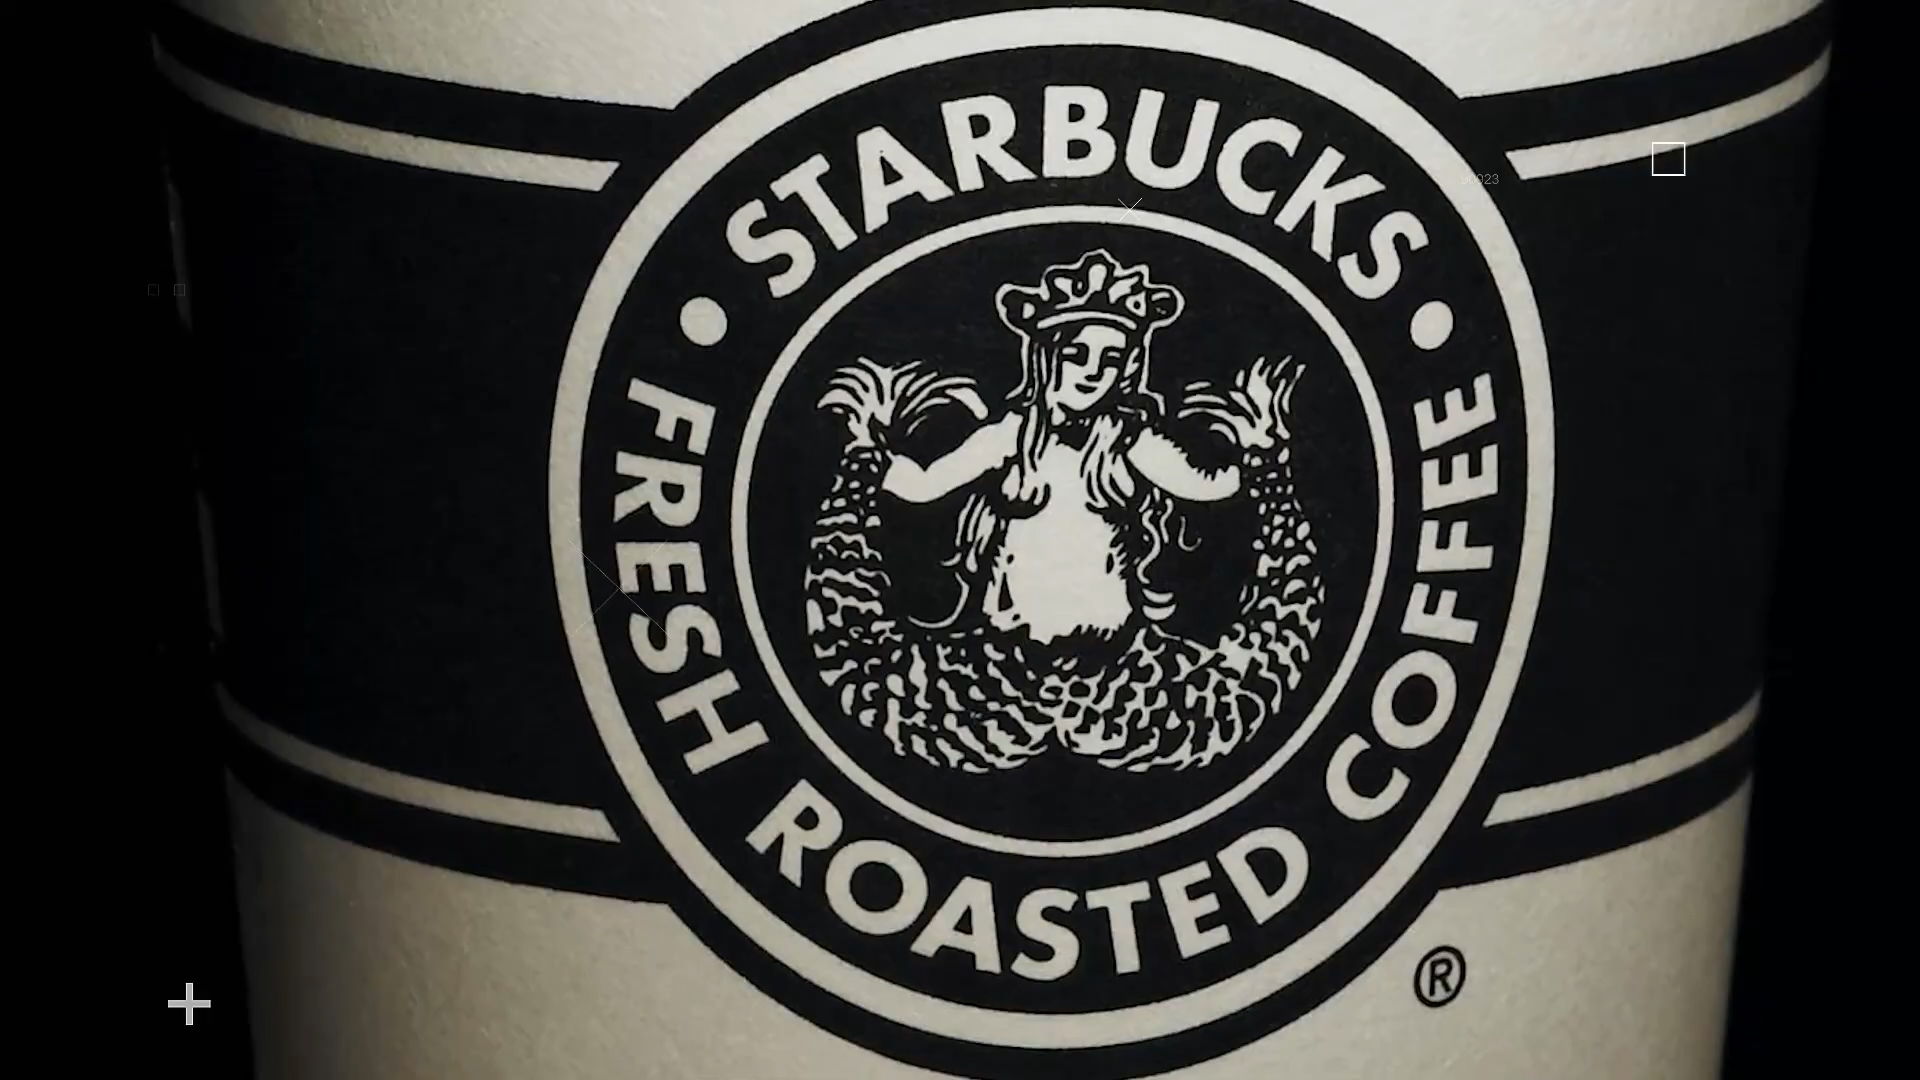 STARBUCKS
• FRESH ROASTED COFFEE •
®